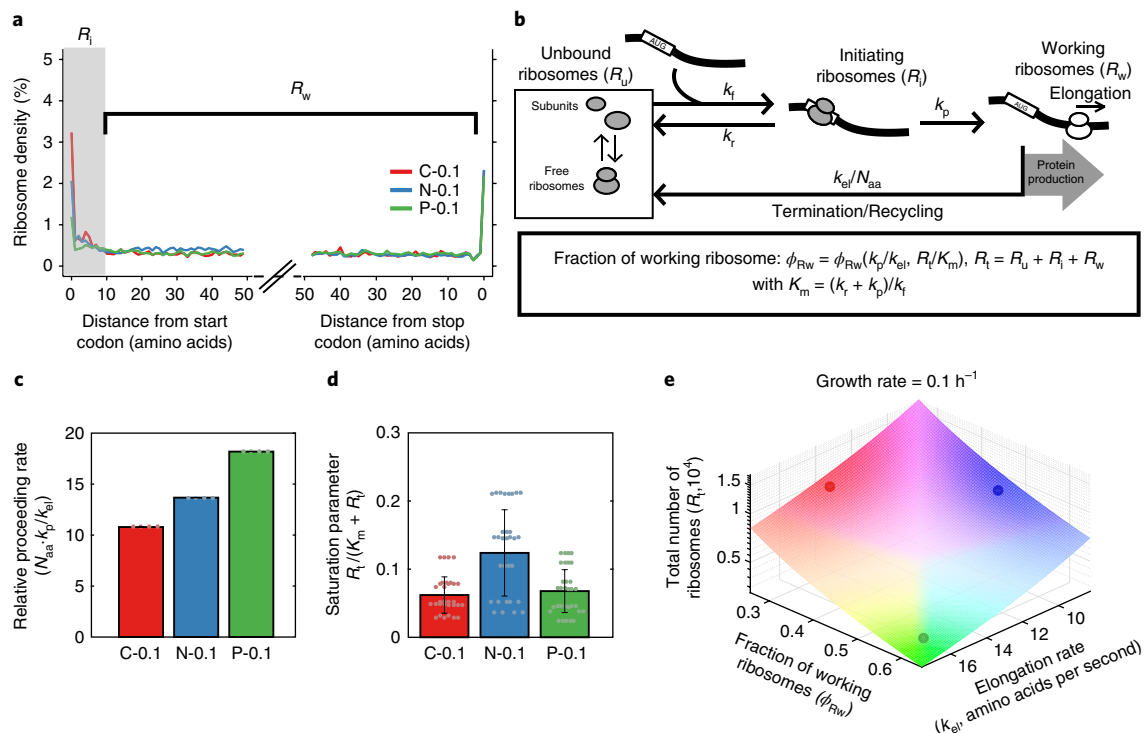 a
R_i
R_w
Ribosome density (%)
5
4
3
2
1
0
C-0.1
N-0.1
P-0.1
0 10 20 30 40 50
50 40 30 20 10 0
Distance from start
codon (amino acids)
Distance from stop
codon (amino acids)
b
Unbound
ribosomes (R_u)
Subunits
Free
ribosomes
AUG
k_f
k_r
Initiating
ribosomes (R_i)
k_p
Working
ribosomes (R_w)
Elongation
AUG
Protein
production
k_el/N_aa
Termination/Recycling
Fraction of working ribosome: ϕ_Rw = ϕ_Rw(k_p/k_el, R_t/K_m), R_t = R_u + R_i + R_w
with K_m = (k_r + k_p)/k_f
c
Relative proceeding rate
(N_aa·k_p/k_el)
20
15
10
5
0
C-0.1 N-0.1 P-0.1
d
Saturation parameter
R_t/(K_m + R_t)
0.3
0.2
0.1
0
C-0.1 N-0.1 P-0.1
e
Growth rate = 0.1 h⁻¹
Total number of
ribosomes (R_t,10⁴)
1.5
1
0.5
0.3
0.4
0.5
0.6
Fraction of working
ribosomes (ϕ_Rw)
16
14
12
10
Elongation rate
(k_el, amino acids per second)